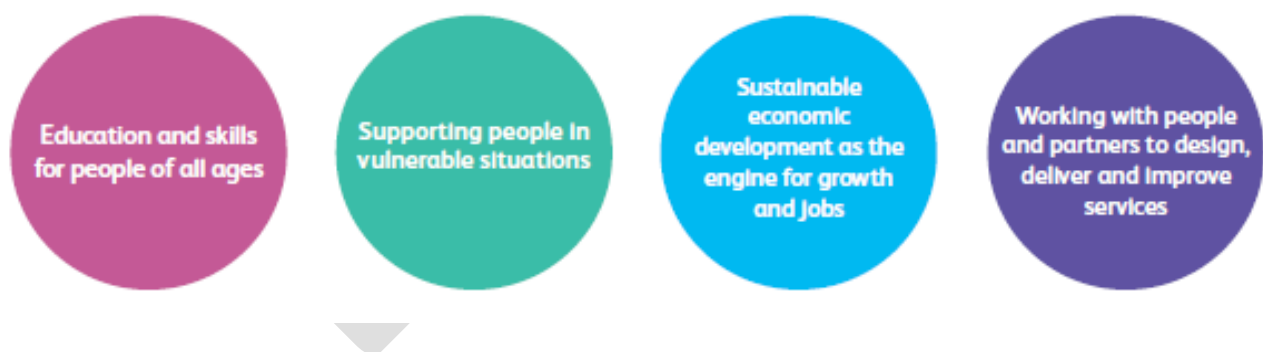 Education and skills
for people of all ages
Supporting people in
vulnerable situations
Sustainable
economic
development as the
engine for growth
and jobs
Working with people
and partners to design,
deliver and improve
services